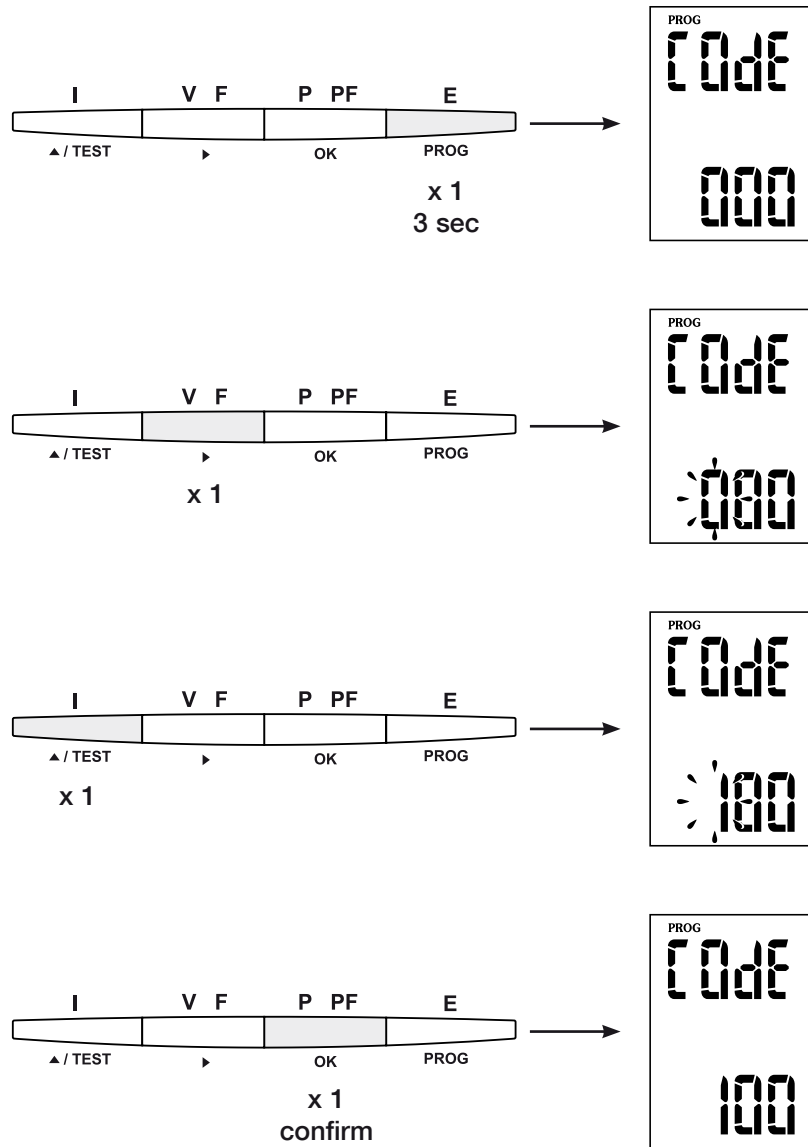 I V F P PF E
▲ / TEST ▶ OK PROG
x 1
3 sec
PROG
COdE
000
I V F P PF E
▲ / TEST ▶ OK PROG
x 1
PROG
COdE
000
I V F P PF E
▲ / TEST ▶ OK PROG
x 1
PROG
COdE
100
I V F P PF E
▲ / TEST ▶ OK PROG
x 1
confirm
PROG
COdE
100